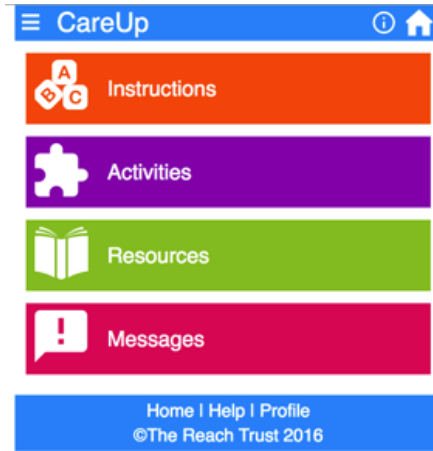 CareUp
A
B C
Instructions
Activities
Resources
!
Messages
Home | Help | Profile
©The Reach Trust 2016